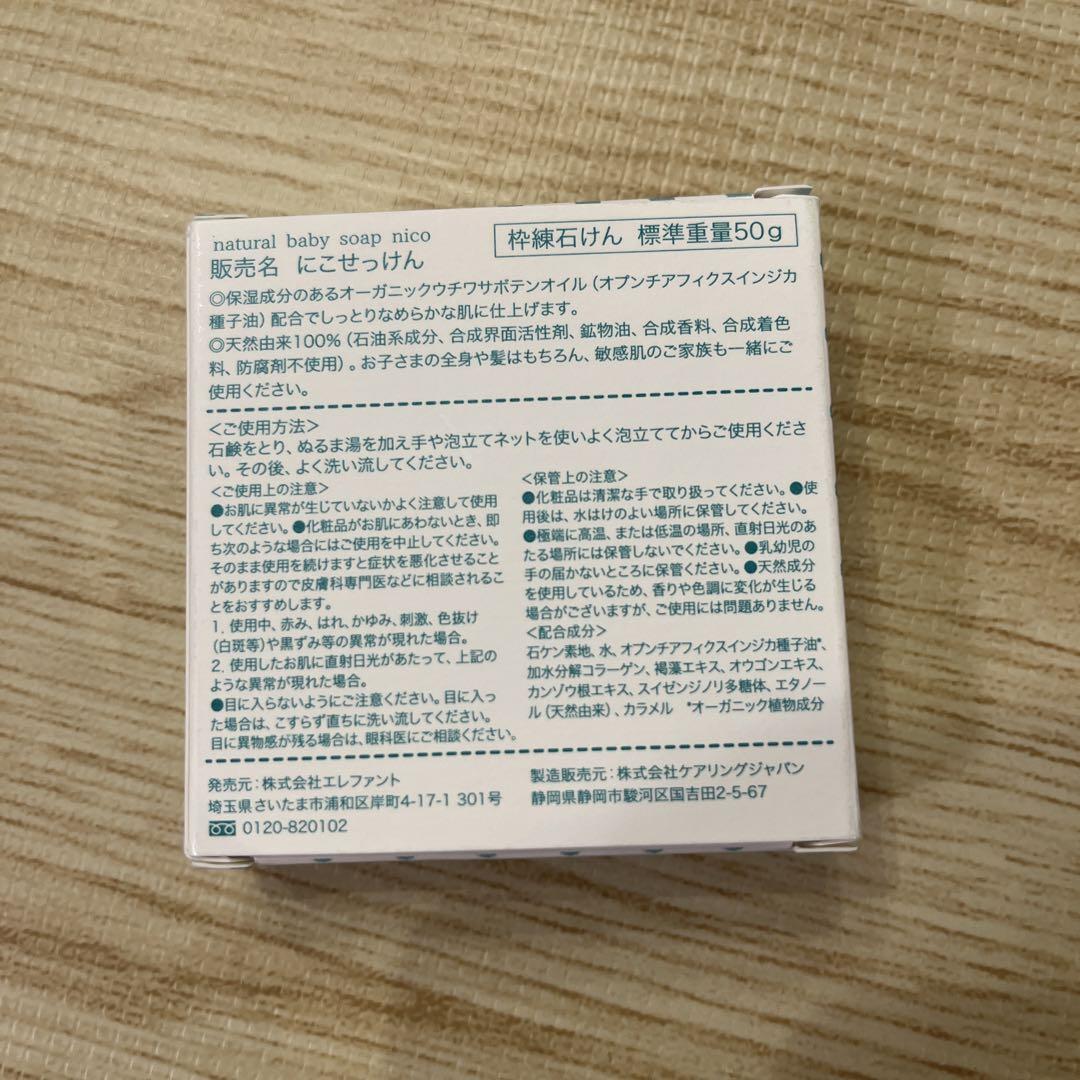 natural baby soap nico
販売名 にこせっけん
枠練石けん 標準重量50g
◎保湿成分のあるオーガニックウチワサボテンオイル（オプンチアフィクスインジカ
種子油）配合でしっとりなめらかな肌に仕上げます。
◎天然由来100%（石油系成分、合成界面活性剤、鉱物油、合成香料、合成着色
料、防腐剤不使用）。お子さまの全身や髪はもちろん、敏感肌のご家族も一緒にご
使用ください。
＜ご使用方法＞
石鹸をとり、ぬるま湯を加え手や泡立てネットを使いよく泡立ててからご使用くださ
い。その後、よく洗い流してください。
＜ご使用上の注意＞
●お肌に異常が生じていないかよく注意して使用
してください。●化粧品がお肌にあわないとき、即
ち次のような場合にはご使用を中止してください。
そのまま使用を続けますと症状を悪化させること
がありますので皮膚科専門医などに相談されるこ
とをおすすめします。
1. 使用中、赤み、はれ、かゆみ、刺激、色抜け
（白斑等）や黒ずみ等の異常が現れた場合。
2. 使用したお肌に直射日光があたって、上記の
ような異常が現れた場合。
●目に入らないようにご注意ください。目に入っ
た場合は、こすらず直ちに洗い流してください。
目に異物感が残る場合は、眼科医にご相談ください。
＜保管上の注意＞
●化粧品は清潔な手で取り扱ってください。●使
用後は、水はけのよい場所に保管してください。
●極端に高温、または低温の場所、直射日光のあ
たる場所には保管しないでください。●乳幼児の
手の届かないところに保管ください。●天然成分
を使用しているため、香りや色調に変化が生じる
場合がございますが、ご使用には問題ありません。
＜配合成分＞
石ケン素地、水、オプンチアフィクスインジカ種子油*、
加水分解コラーゲン、褐藻エキス、オウゴンエキス、
カンゾウ根エキス、スイゼンジノリ多糖体、エタノー
ル（天然由来）、カラメル *オーガニック植物成分
発売元：株式会社エレファント
埼玉県さいたま市浦和区岸町4-17-1 301号
0120-820102
製造販売元：株式会社ケアリングジャパン
静岡県静岡市駿河区国吉田2-5-67